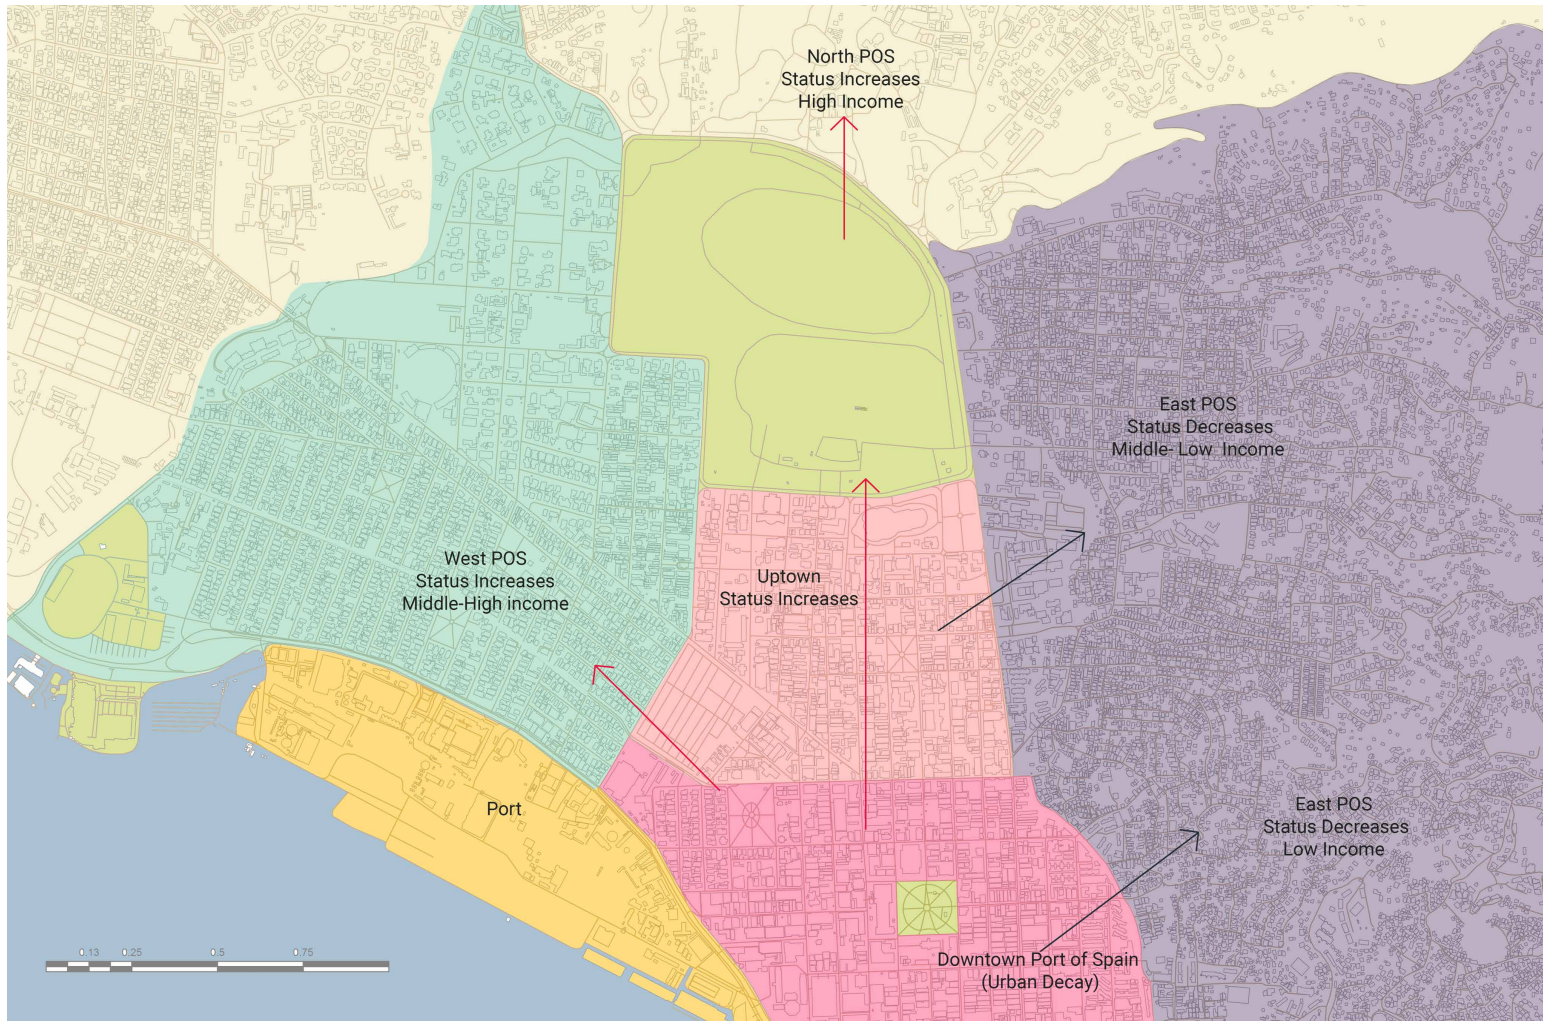 North POS
Status Increases
High Income
East POS
Status Decreases
Middle- Low  Income
West POS
Status Increases
Middle-High income
Uptown
Status Increases
Port
East POS
Status Decreases
Low Income
0.13 0.25 0.5 0.75
Downtown Port of Spain
(Urban Decay)